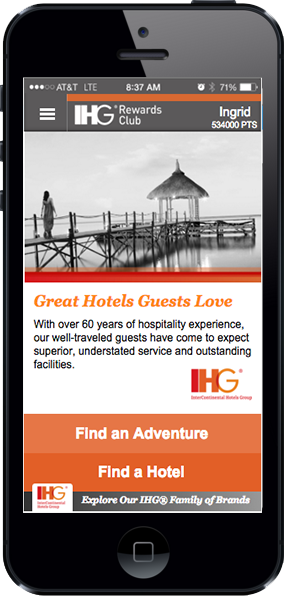 AT&T LTE 8:37 AM 71%
IHG® Rewards Club
Ingrid
534000 PTS
Great Hotels Guests Love
With over 60 years of hospitality experience,
our well-traveled guests have come to expect
superior, understated service and outstanding
facilities.
IHG®
InterContinental Hotels Group
Find an Adventure
Find a Hotel
IHG®
InterContinental
Hotels Group
Explore Our IHG® Family of Brands